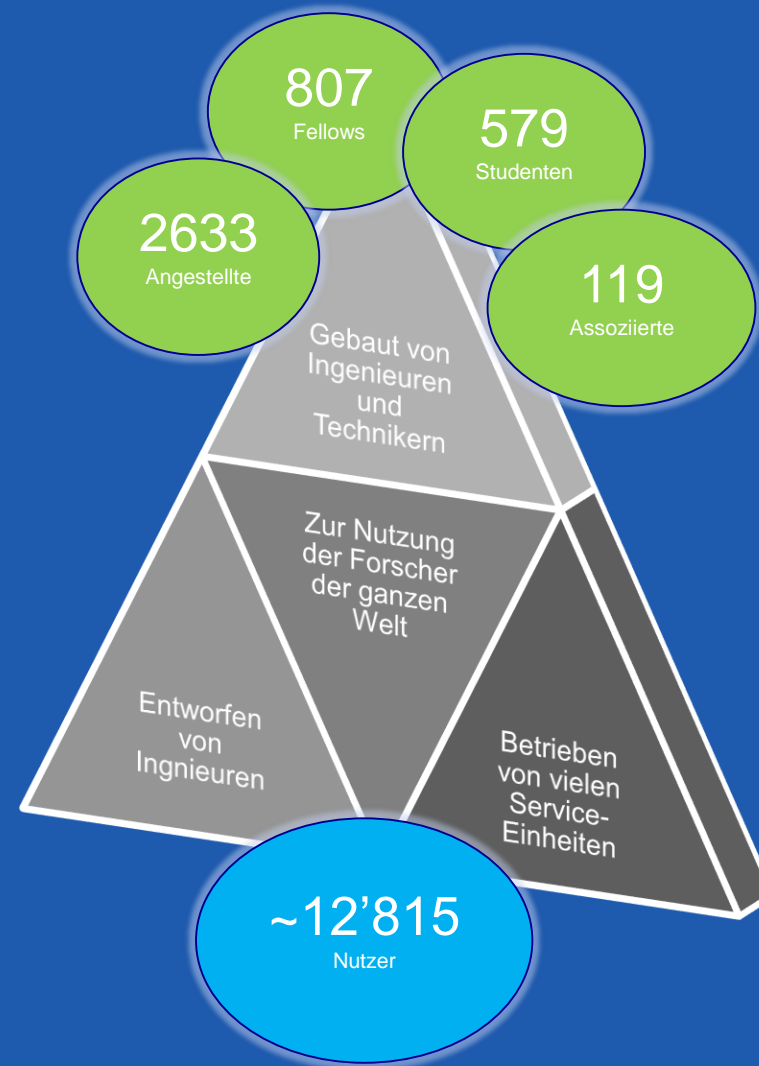 807
Fellows
579
Studenten
2633
Angestellte
119
Assoziierte
Gebaut von
Ingenieuren
und
Technikern
Zur Nutzung
der Forscher
der ganzen
Welt
Entworfen
von
Ingnieuren
Betrieben
von vielen
Service-
Einheiten
~12’815
Nutzer